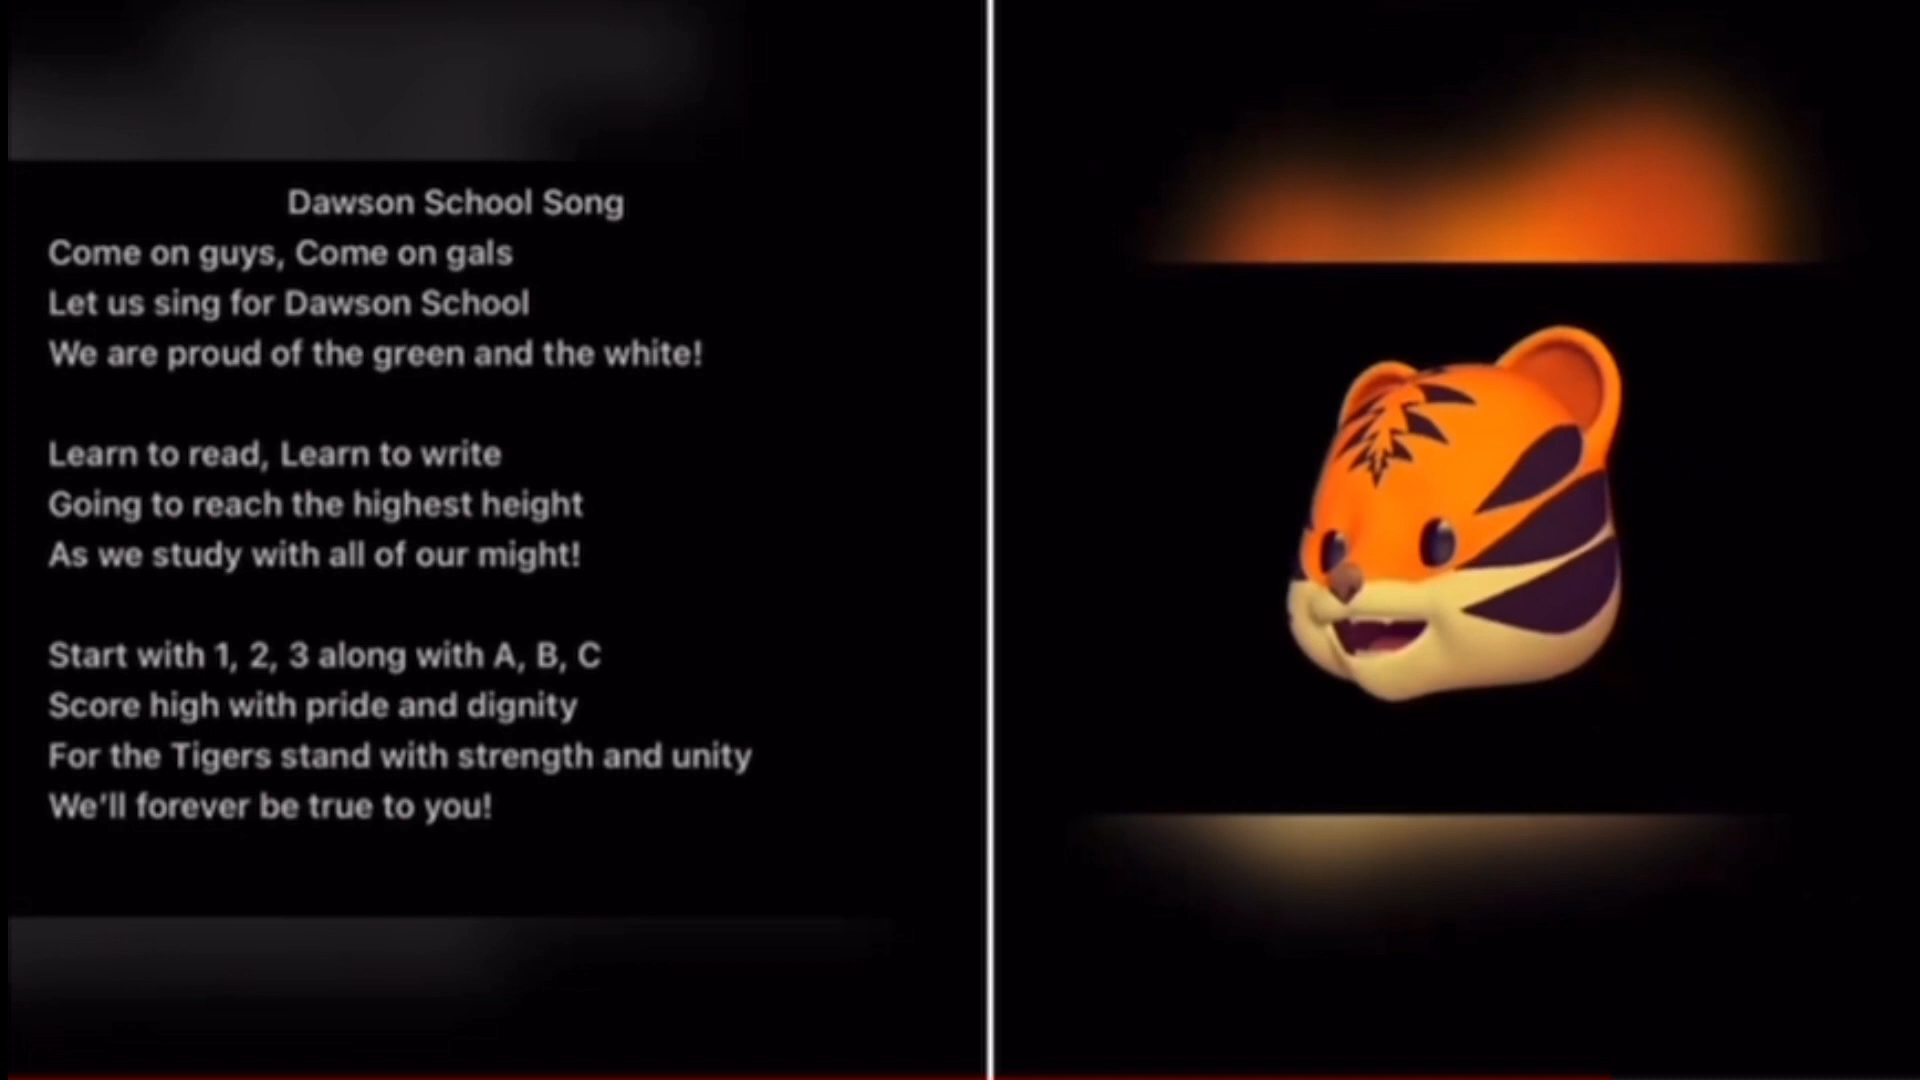 Dawson School Song
Come on guys, Come on gals
Let us sing for Dawson School
We are proud of the green and the white!
Learn to read, Learn to write
Going to reach the highest height
As we study with all of our might!
Start with 1, 2, 3 along with A, B, C
Score high with pride and dignity
For the Tigers stand with strength and unity
We'll forever be true to you!